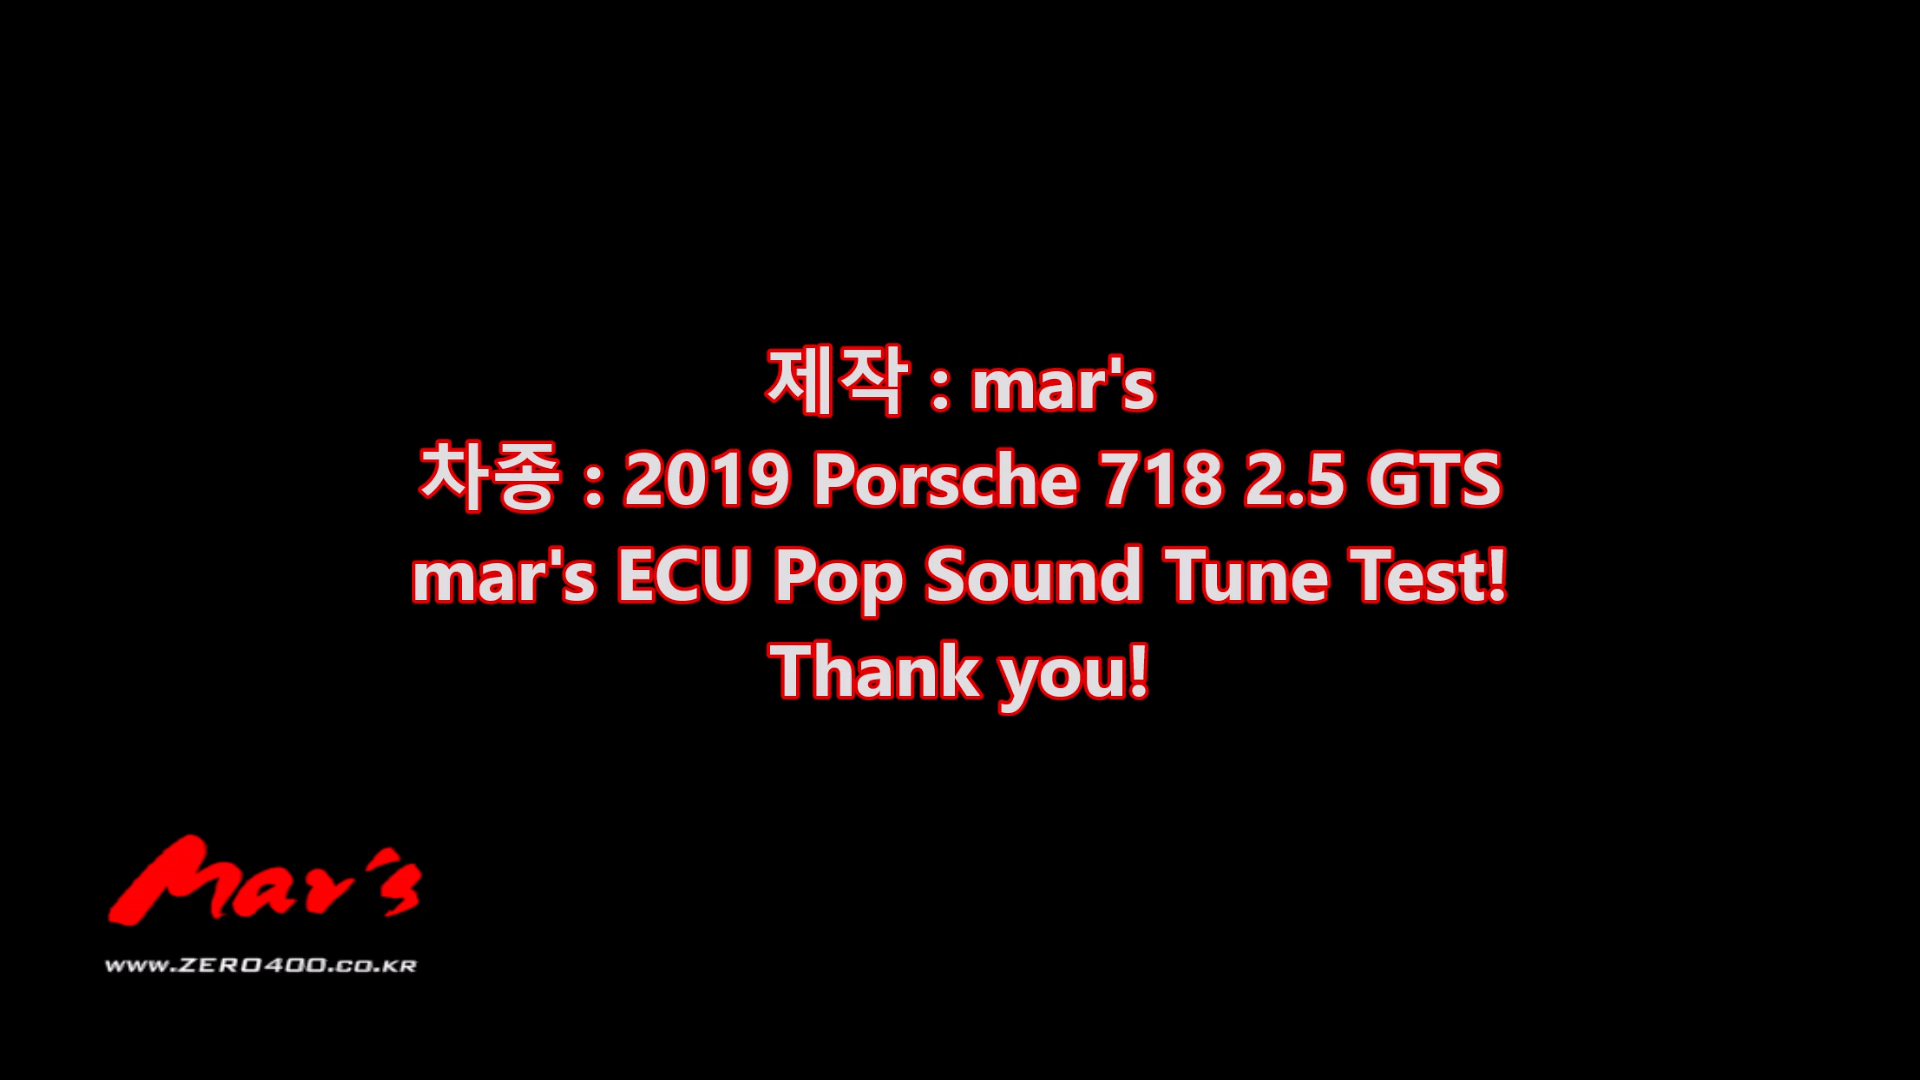 제작 : mar's
차종 : 2019 Porsche 718 2.5 GTS
mar's ECU Pop Sound Tune Test!
Thank you!
Mar's
www.ZERO400.co.kr